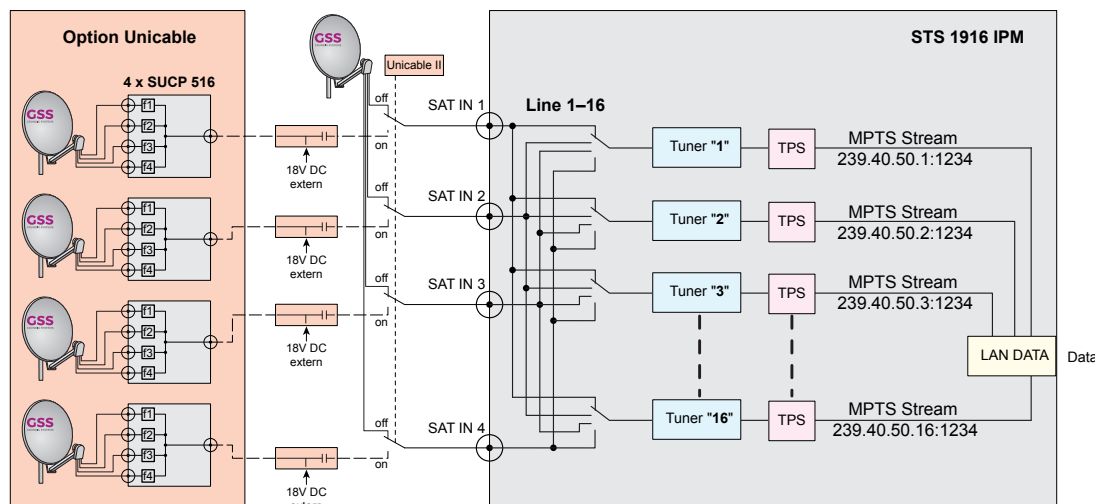 Option Unicable
STS 1916 IPM
GSS
Unicable II
4 x SUCP 516
GSS
f1
f2
f3
f4
off
on
SAT IN 1
Line 1–16
18V DC
extern
Tuner "1"
TPS
MPTS Stream
239.40.50.1:1234
GSS
f1
f2
f3
f4
off
on
SAT IN 2
18V DC
extern
Tuner "2"
TPS
MPTS Stream
239.40.50.2:1234
GSS
f1
f2
f3
f4
off
on
SAT IN 3
18V DC
extern
Tuner "3"
TPS
MPTS Stream
239.40.50.3:1234
LAN DATA
Data
GSS
f1
f2
f3
f4
off
on
SAT IN 4
18V DC
Tuner "16"
TPS
MPTS Stream
239.40.50.16:1234